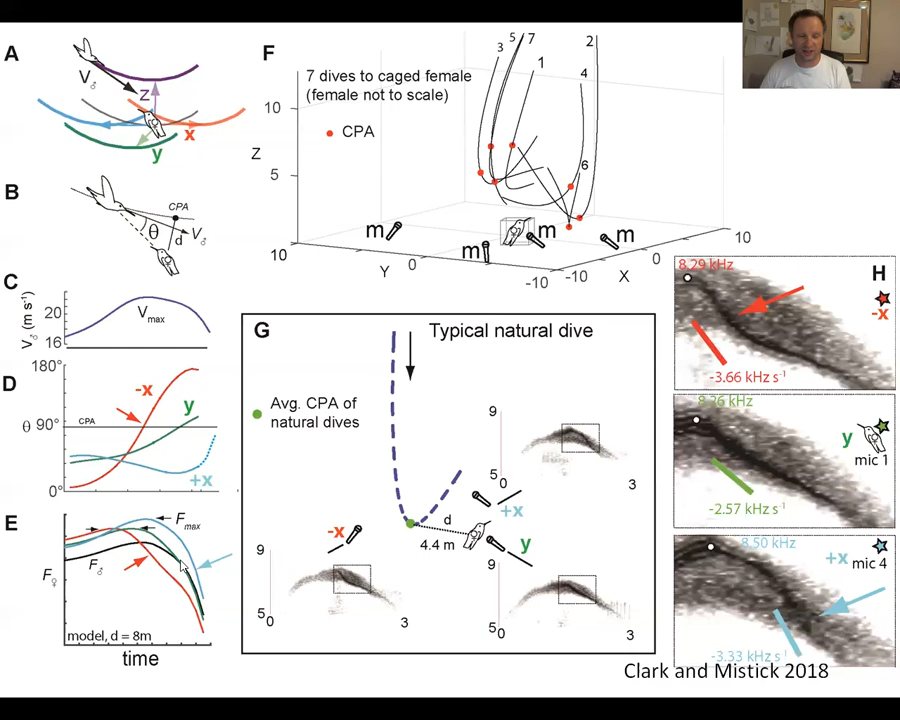 A
V♂
Z
x
y
B
CPA
θ
d
V♂
C
V♂ (m s⁻¹)
20
16
Vmax
D
180°
θ 90°
0°
CPA
-x
y
+x
E
Fmax
F♂
F♀
model, d = 8m
time
F
7 dives to caged female
(female not to scale)
CPA
Z
10
5
3
5
7
1
2
4
6
m
m
m
m
10
Y
0
-10
-10
X
0
10
G
Typical natural dive
Avg. CPA of
natural dives
d
4.4 m
-x
+x
y
9
5
3
9
5
0
3
9
5
0
3
H
8.29 kHz
-x
-3.66 kHz s⁻¹
y
mic 1
-2.57 kHz s⁻¹
8.50 kHz
+x
mic 4
-3.33 kHz s⁻¹
Clark and Mistick 2018